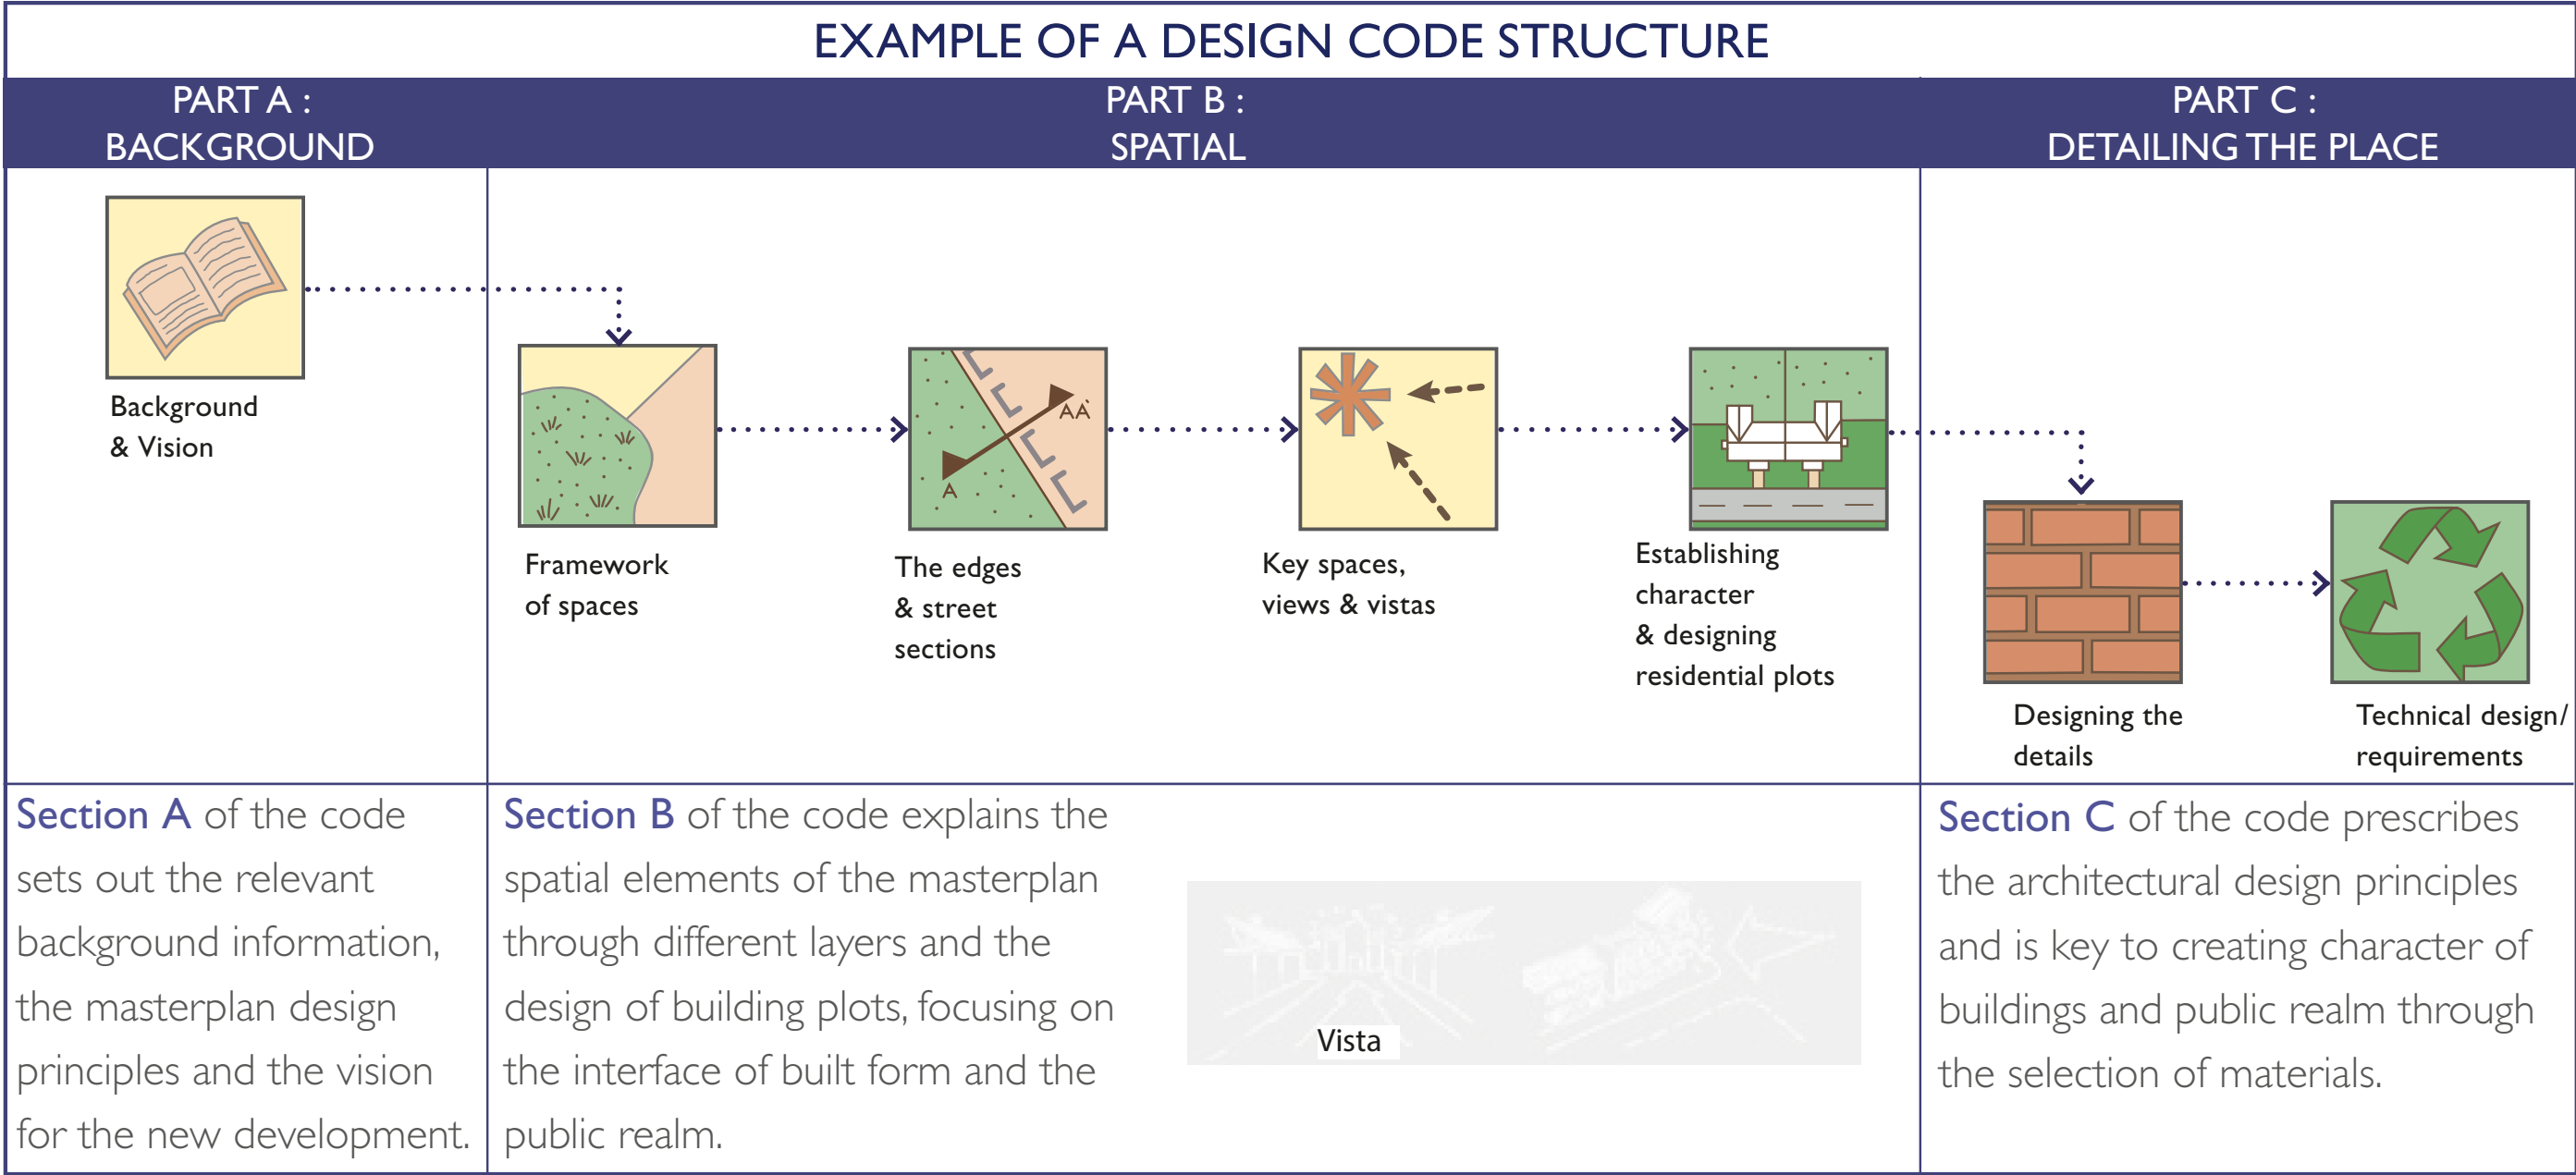 EXAMPLE OF A DESIGN CODE STRUCTURE
PART A :
BACKGROUND
PART B :
SPATIAL
PART C :
DETAILING THE PLACE
Background
& Vision
Framework
of spaces
A
AA'
The edges
& street
sections
Key spaces,
views & vistas
Establishing
character
& designing
residential plots
Designing the
details
Technical design/
requirements
Section A of the code
sets out the relevant
background information,
the masterplan design
principles and the vision
for the new development.
Section B of the code explains the
spatial elements of the masterplan
through different layers and the
design of building plots, focusing on
the interface of built form and the
public realm.
Vista
Section C of the code prescribes
the architectural design principles
and is key to creating character of
buildings and public realm through
the selection of materials.